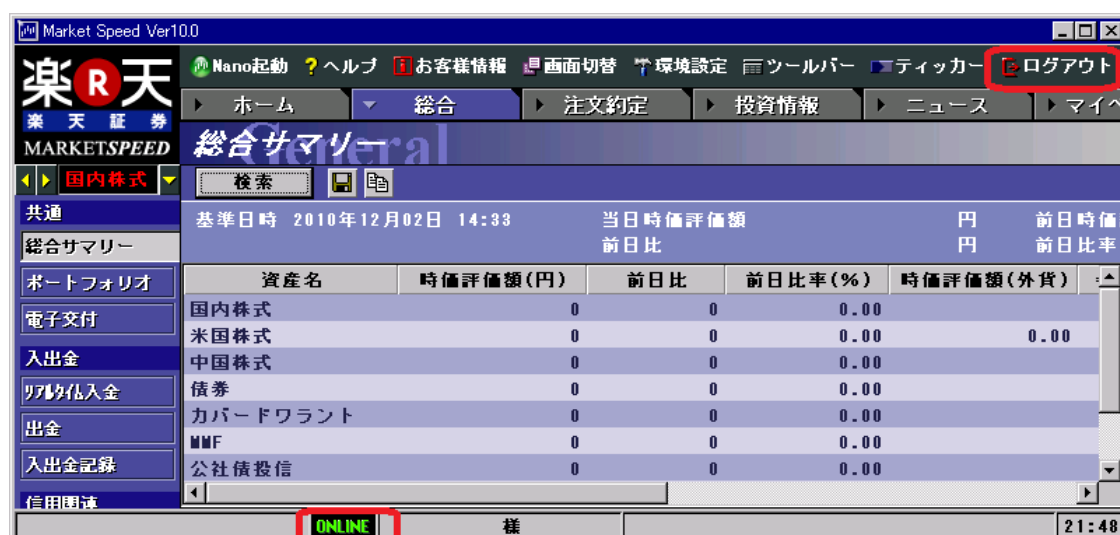 Market Speed Ver10.0
Nano起動 ?ヘルプ お客様情報 画面切替 環境設定 ツールバー ティッカー ログアウト
楽R天
楽天証券
MARKETSPEED
ホーム 総合 注文約定 投資情報 ニュース マイペ
総合サマリー
General
国内株式
検索
共通
総合サマリー
ポートフォリオ
電子交付
入出金
リアルタイム入金
出金
入出金記録
信用関連
基準日時 2010年12月02日 14:33 当日時価評価額 円 前日時価
前日比 円 前日比率
資産名 時価評価額(円) 前日比 前日比率(%) 時価評価額(外貨)
国内株式 0 0 0.00
米国株式 0 0 0.00 0.00
中国株式 0 0 0.00
債券 0 0 0.00
カバードワラント 0 0 0.00
MMF 0 0 0.00
公社債投信 0 0 0.00
ONLINE 様 21:48